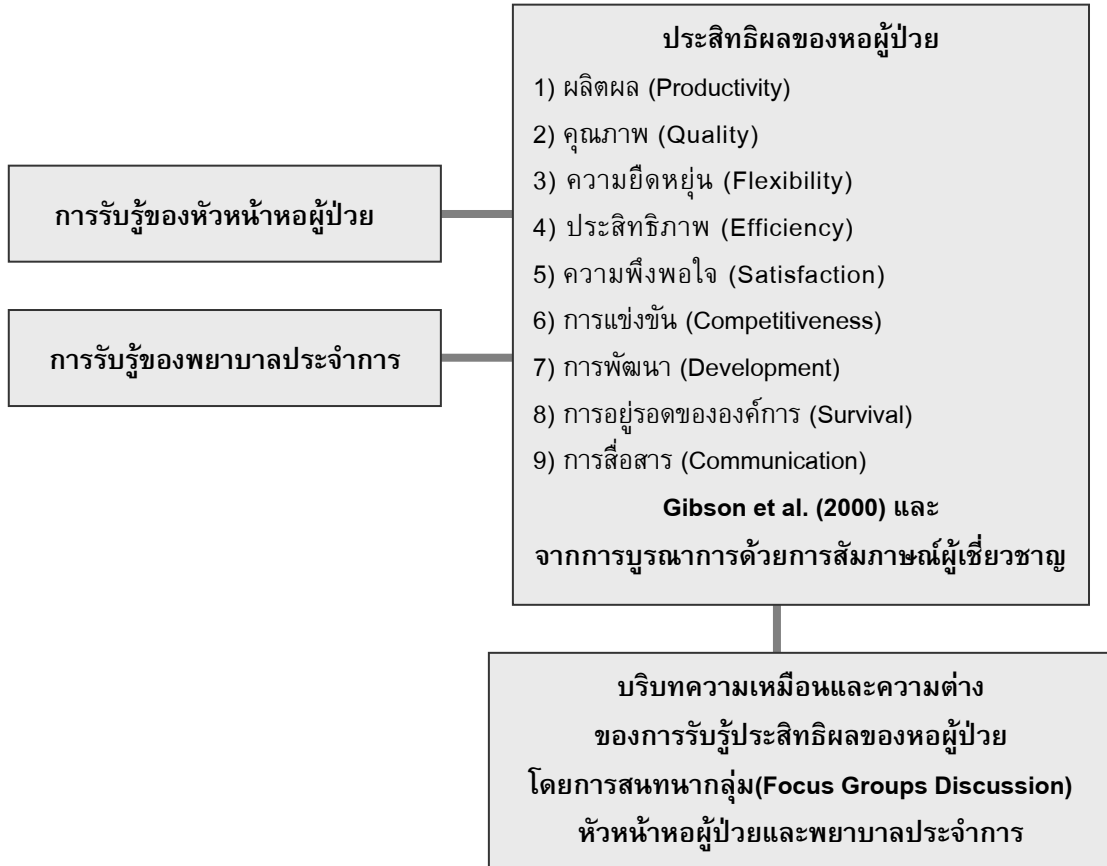 ประสิทธิผลของหอผู้ป่วย
1) ผลิตผล (Productivity)
2) คุณภาพ (Quality)
3) ความยืดหยุ่น (Flexibility)
4) ประสิทธิภาพ (Efficiency)
5) ความพึงพอใจ (Satisfaction)
6) การแข่งขัน (Competitiveness)
7) การพัฒนา (Development)
8) การอยู่รอดขององค์การ (Survival)
9) การสื่อสาร (Communication)
Gibson et al. (2000) และ
จากการบูรณาการด้วยการสัมภาษณ์ผู้เชี่ยวชาญ
การรับรู้ของหัวหน้าหอผู้ป่วย
การรับรู้ของพยาบาลประจำการ
บริบทความเหมือนและความต่าง
ของการรับรู้ประสิทธิผลของหอผู้ป่วย
โดยการสนทนากลุ่ม(Focus Groups Discussion)
หัวหน้าหอผู้ป่วยและพยาบาลประจำการ